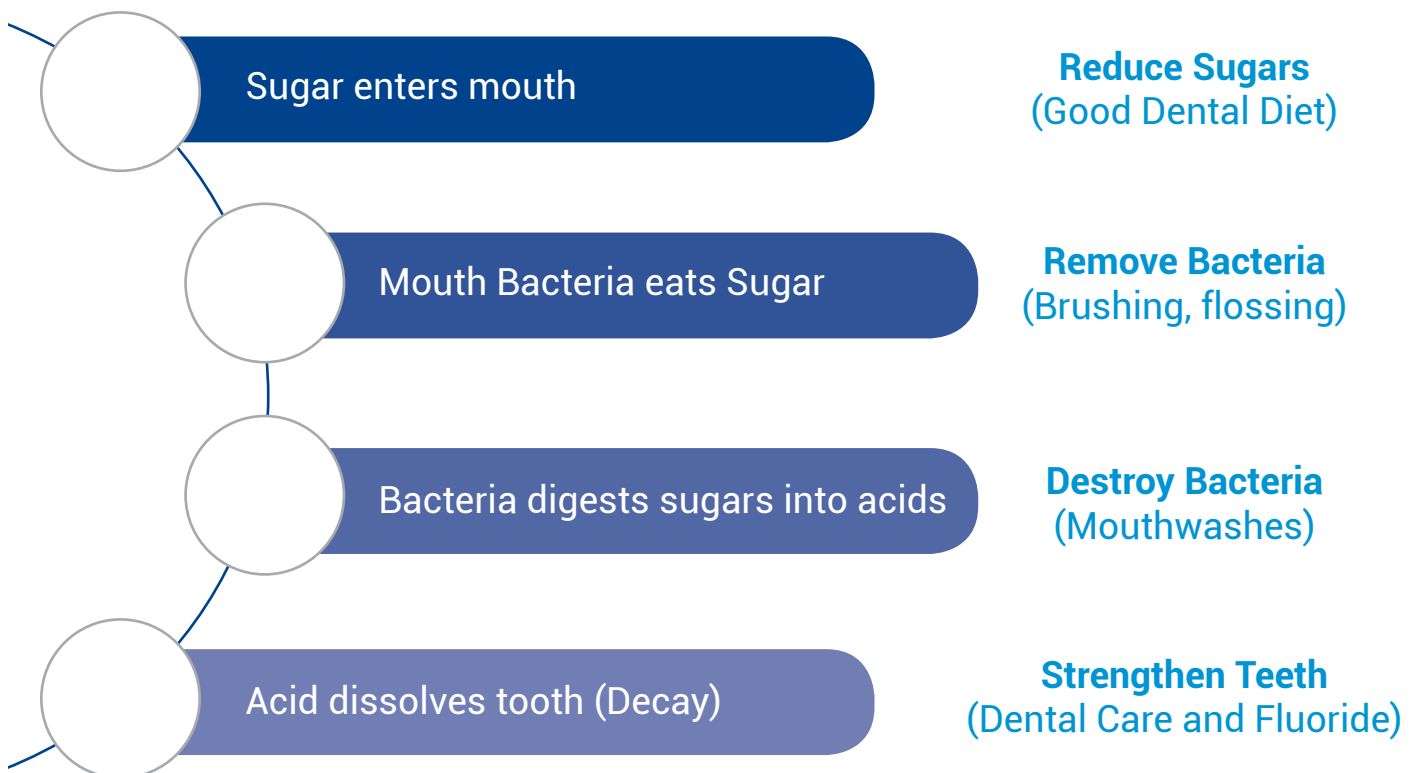 Sugar enters mouth
Reduce Sugars
(Good Dental Diet)
Mouth Bacteria eats Sugar
Remove Bacteria
(Brushing, flossing)
Bacteria digests sugars into acids
Destroy Bacteria
(Mouthwashes)
Acid dissolves tooth (Decay)
Strengthen Teeth
(Dental Care and Fluoride)